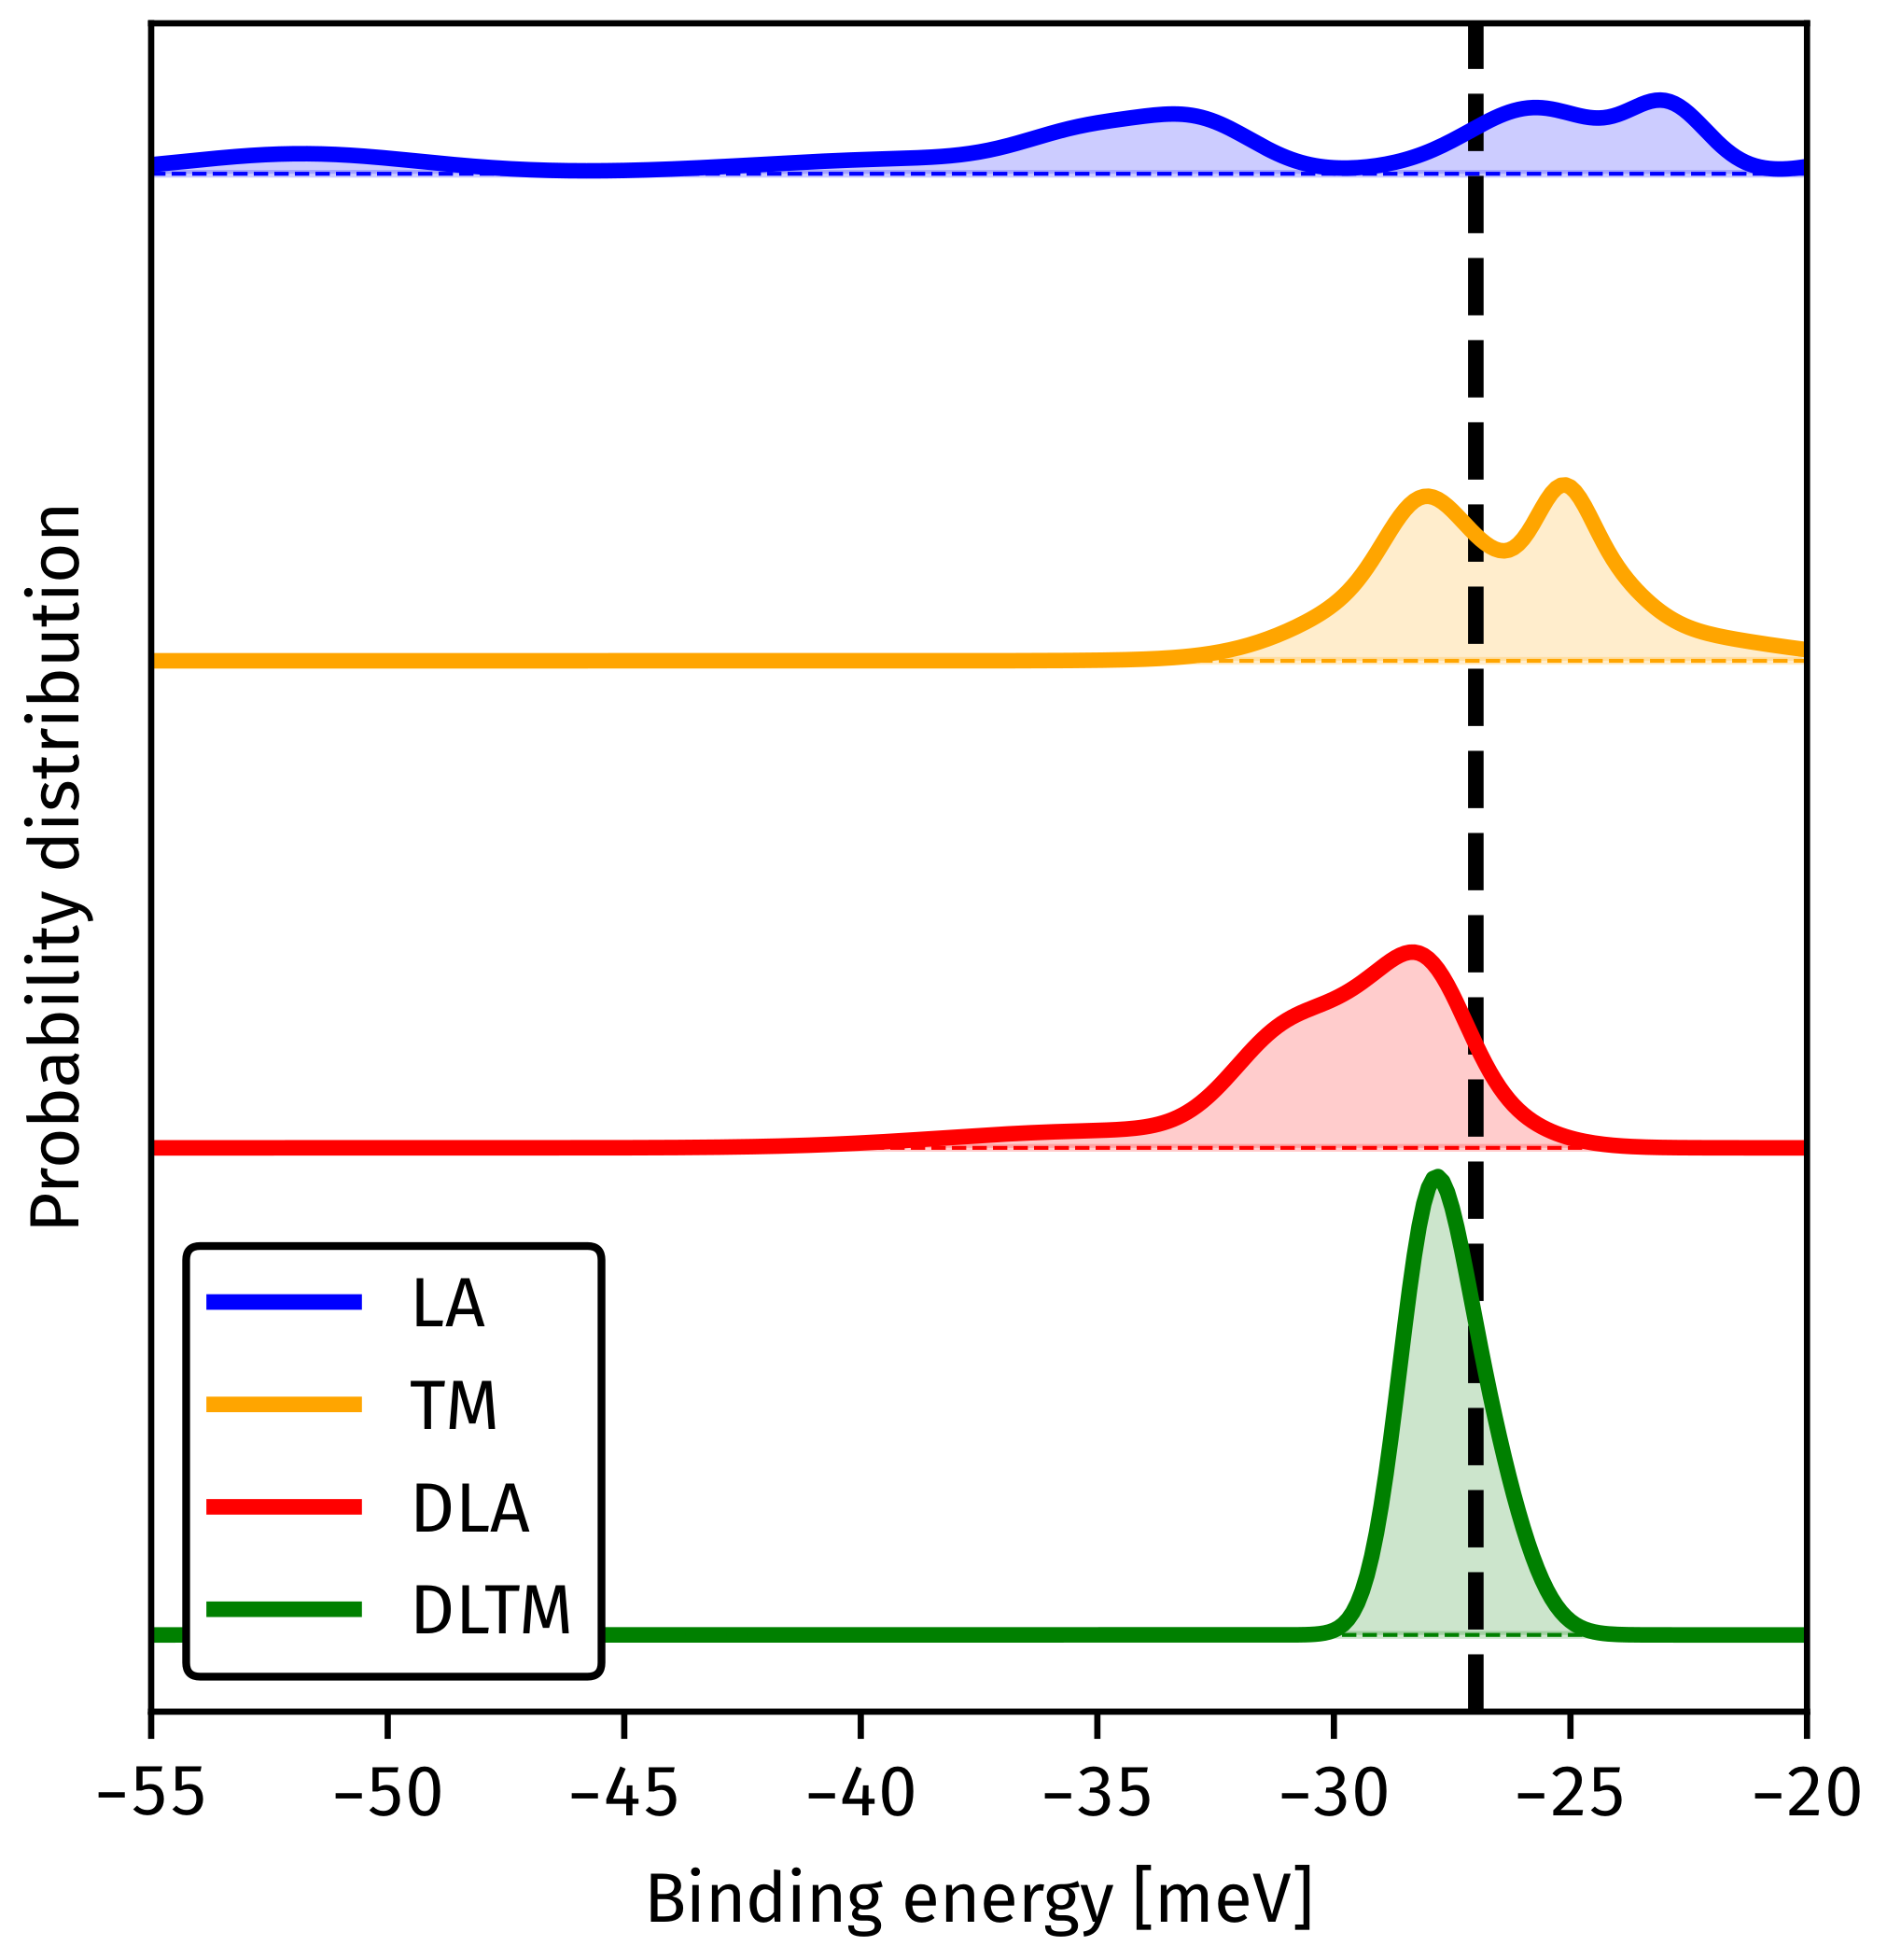 Probability distribution
LA
TM
DLA
DLTM
−55 −50 −45 −40 −35 −30 −25 −20
Binding energy [meV]